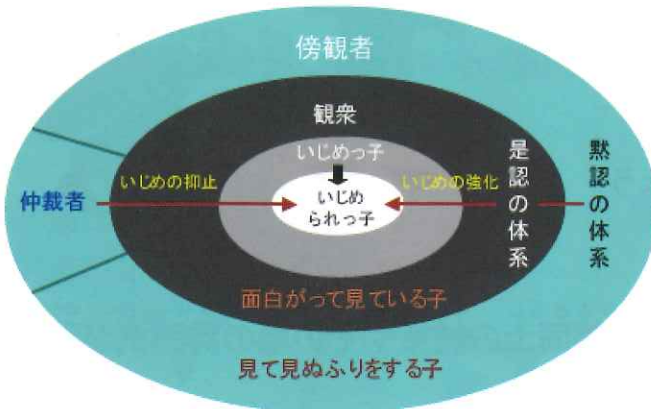 傍観者
観衆
いじめっ子
いじめの抑止
いじめの強化
仲裁者
いじめ
られっ子
是認の体系
黙認の体系
面白がって見ている子
見て見ぬふりをする子